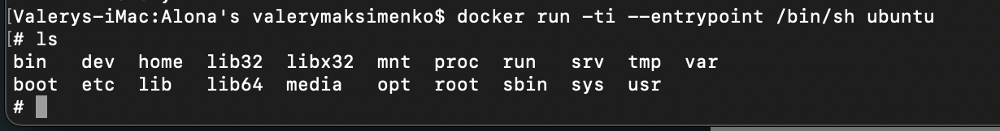 [Valerys-iMac:Alona's valerymaksimenko$ docker run -ti --entrypoint /bin/sh ubuntu
[# ls
bin dev home lib32 libx32 mnt proc run srv tmp var
boot etc lib lib64 media opt root sbin sys usr
#